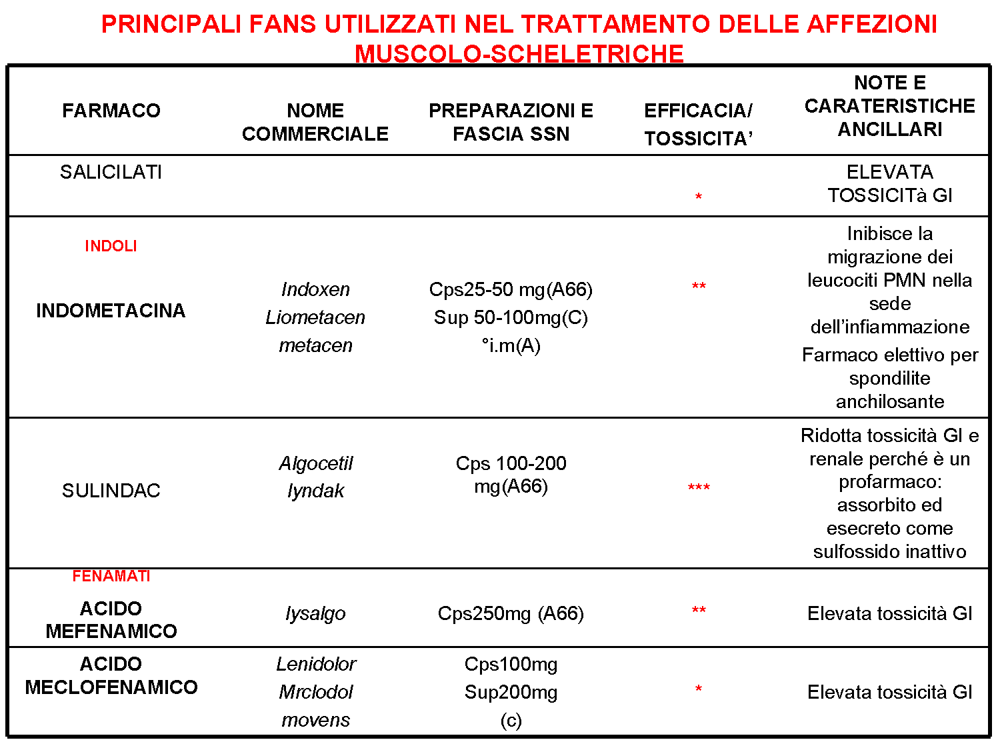 PRINCIPALI FANS UTILIZZATI NEL TRATTAMENTO DELLE AFFEZIONI
MUSCOLO-SCHELETRICHE
FARMACO
NOME
COMMERCIALE
PREPARAZIONI E
FASCIA SSN
EFFICACIA/
TOSSICITA’
NOTE E
CARATERISTICHE
ANCILLARI
SALICILATI
*
ELEVATA
TOSSICITà GI
INDOLI
INDOMETACINA
Indoxen
Liometacen
metacen
Cps25-50 mg(A66)
Sup 50-100mg(C)
°i.m(A)
**
Inibisce la
migrazione dei
leucociti PMN nella
sede
dell’infiammazione
Farmaco elettivo per
spondilite
anchilosante
SULINDAC
Algocetil
lyndak
Cps 100-200
mg(A66)
***
Ridotta tossicità GI e
renale perché è un
profarmaco:
assorbito ed
esecreto come
sulfossido inattivo
FENAMATI
ACIDO
MEFENAMICO
lysalgo
Cps250mg (A66)
**
Elevata tossicità GI
ACIDO
MECLOFENAMICO
Lenidolor
Mrclodol
movens
Cps100mg
Sup200mg
(c)
*
Elevata tossicità GI